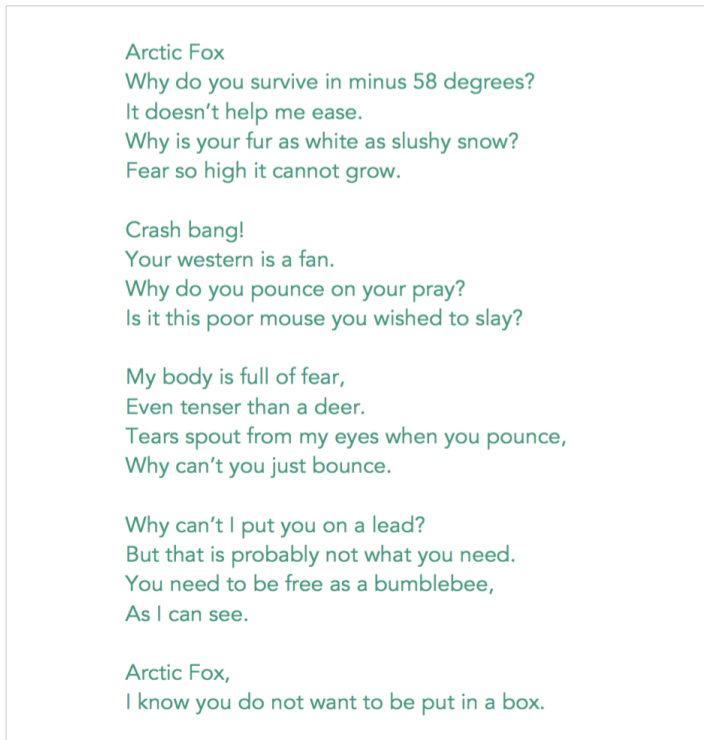 Arctic Fox
Why do you survive in minus 58 degrees?
It doesn’t help me ease.
Why is your fur as white as slushy snow?
Fear so high it cannot grow.
Crash bang!
Your western is a fan.
Why do you pounce on your pray?
Is it this poor mouse you wished to slay?
My body is full of fear,
Even tenser than a deer.
Tears spout from my eyes when you pounce,
Why can’t you just bounce.
Why can’t I put you on a lead?
But that is probably not what you need.
You need to be free as a bumblebee,
As I can see.
Arctic Fox,
I know you do not want to be put in a box.